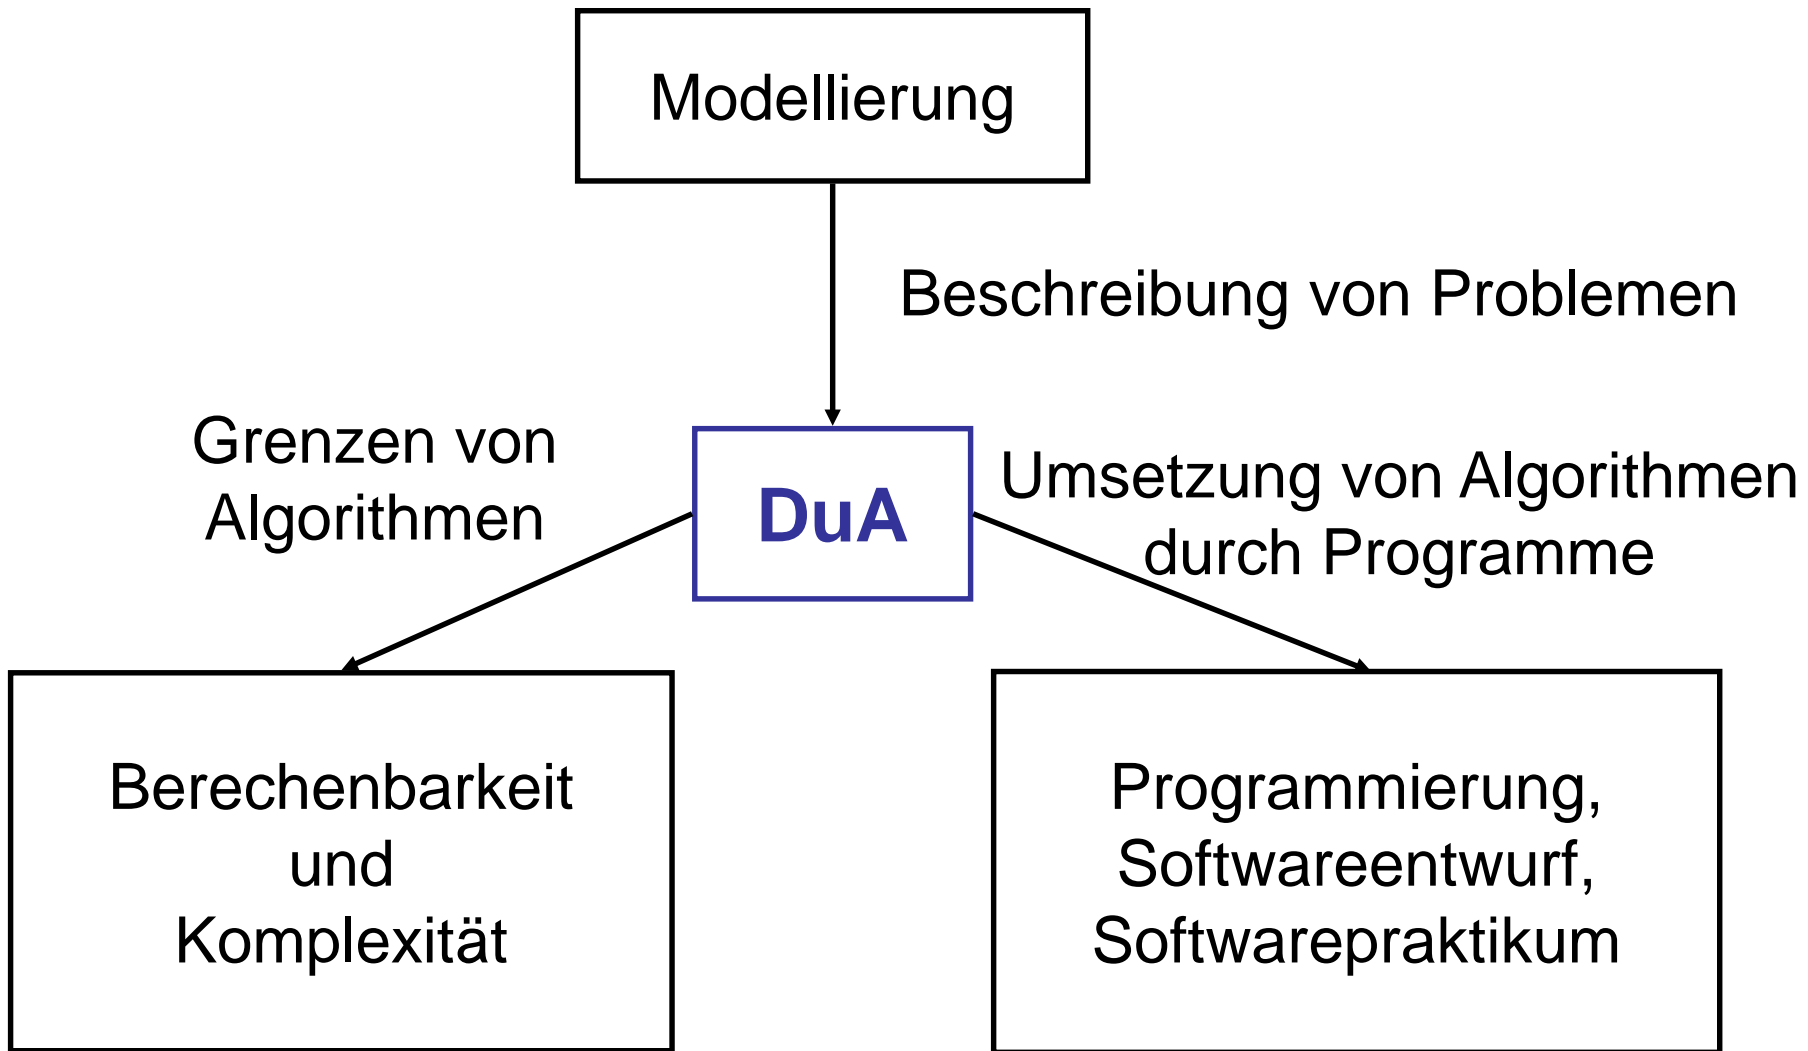 Modellierung
Beschreibung von Problemen
Grenzen von
Algorithmen
DuA
Umsetzung von Algorithmen
durch Programme
Berechenbarkeit
und
Komplexität
Programmierung,
Softwareentwurf,
Softwarepraktikum